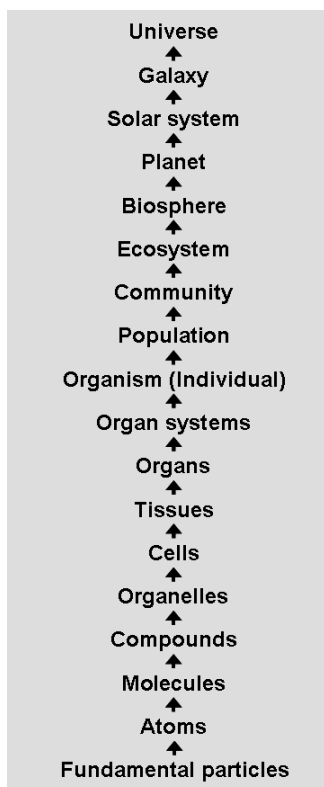 Universe
Galaxy
Solar system
Planet
Biosphere
Ecosystem
Community
Population
Organism (Individual)
Organ systems
Organs
Tissues
Cells
Organelles
Compounds
Molecules
Atoms
Fundamental particles